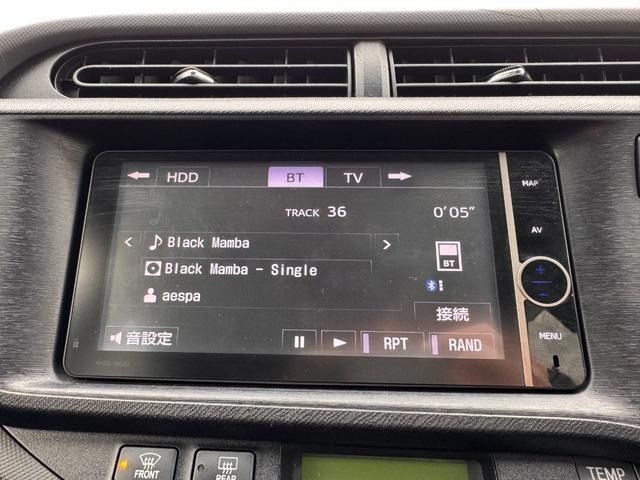 HDD BT TV
MAP
TRACK 36 0'05"
Black Mamba
AV
Black Mamba - Single
BT
aespa
接続
音設定 RPT RAND
MENU
FRONT REAR TEMP